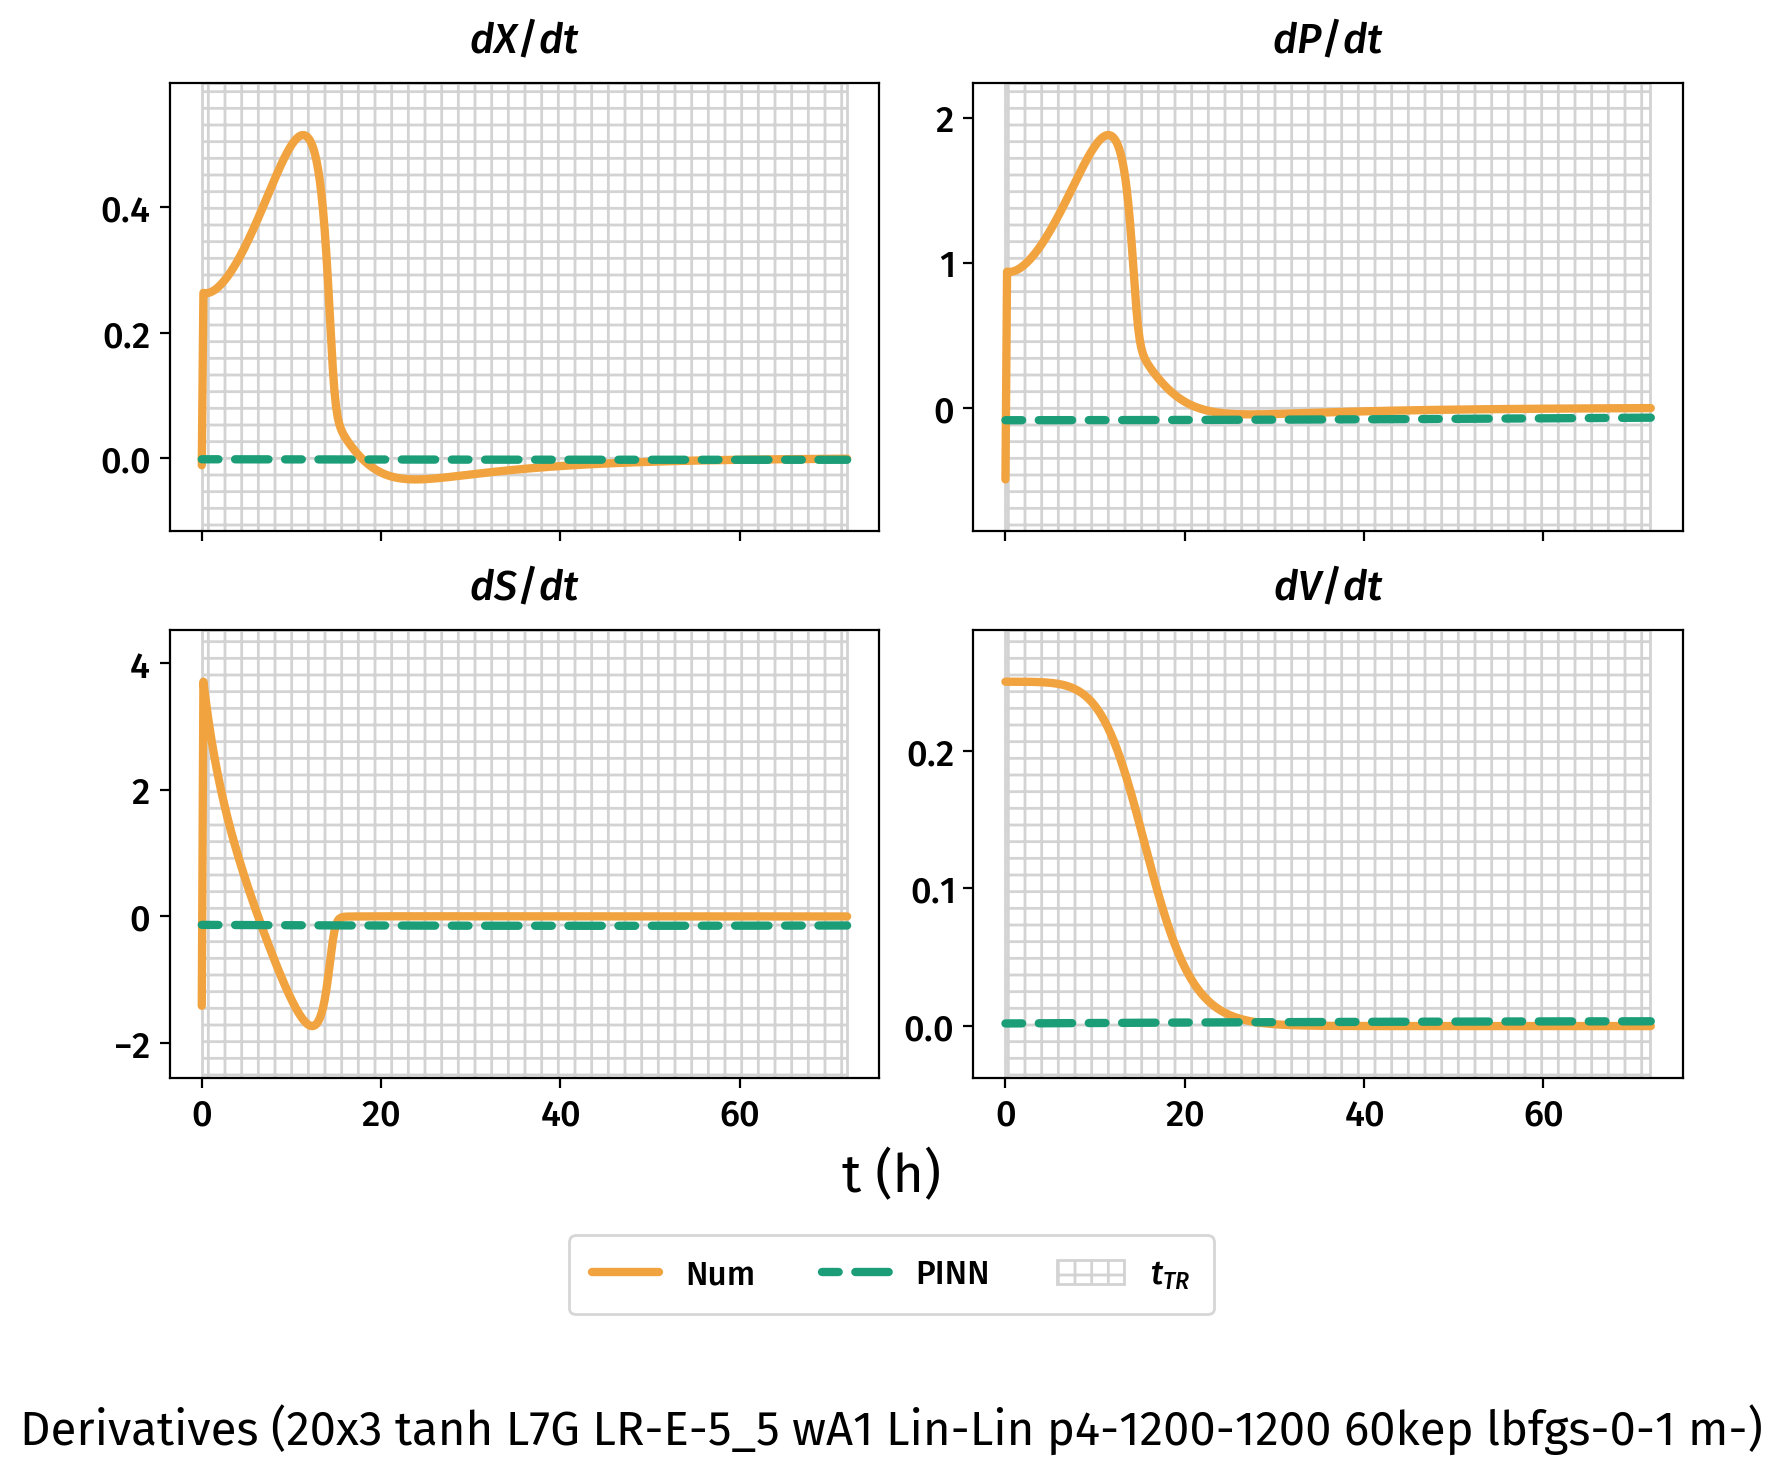 dX/dt
dP/dt
0.4
0.2
0.0
2
1
0
dS/dt
dV/dt
4
2
0
−2
0.2
0.1
0.0
0 20 40 60
0 20 40 60
t (h)
Num PINN t_TR
Derivatives (20x3 tanh L7G LR-E-5_5 wA1 Lin-Lin p4-1200-1200 60kep lbfgs-0-1 m-)